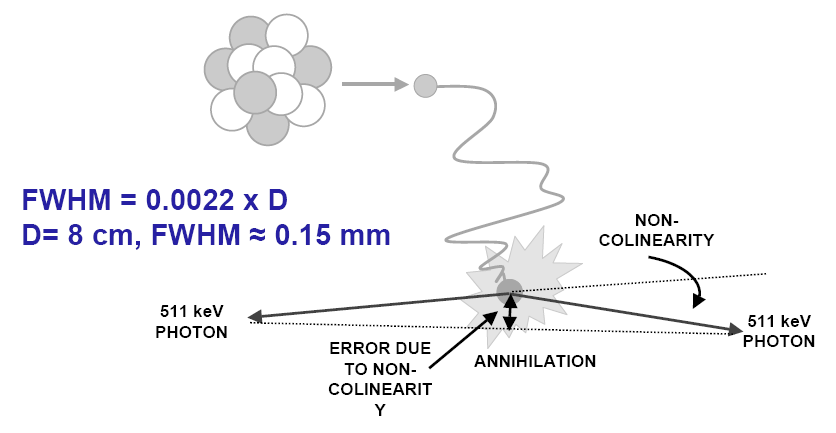 FWHM = 0.0022 x D
D= 8 cm, FWHM ≈ 0.15 mm
NON-
COLINEARITY
511 keV
PHOTON
511 keV
PHOTON
ERROR DUE
TO NON-
COLINEARIT
Y
ANNIHILATION